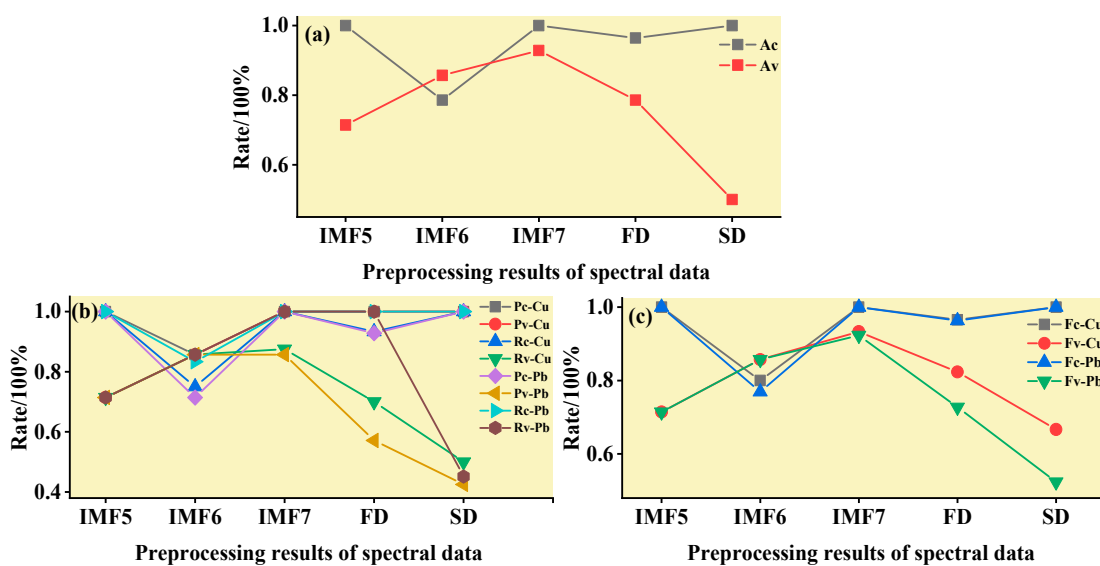 (a)
Rate/100%
1.0
0.8
0.6
Ac
Av
IMF5 IMF6 IMF7 FD SD
Preprocessing results of spectral data
(b)
Rate/100%
1.0
0.8
0.6
0.4
Pc-Cu
Pv-Cu
Rc-Cu
Rv-Cu
Pc-Pb
Pv-Pb
Rc-Pb
Rv-Pb
IMF5 IMF6 IMF7 FD SD
Preprocessing results of spectral data
(c)
Rate/100%
1.0
0.8
0.6
Fc-Cu
Fv-Cu
Fc-Pb
Fv-Pb
IMF5 IMF6 IMF7 FD SD
Preprocessing results of spectral data